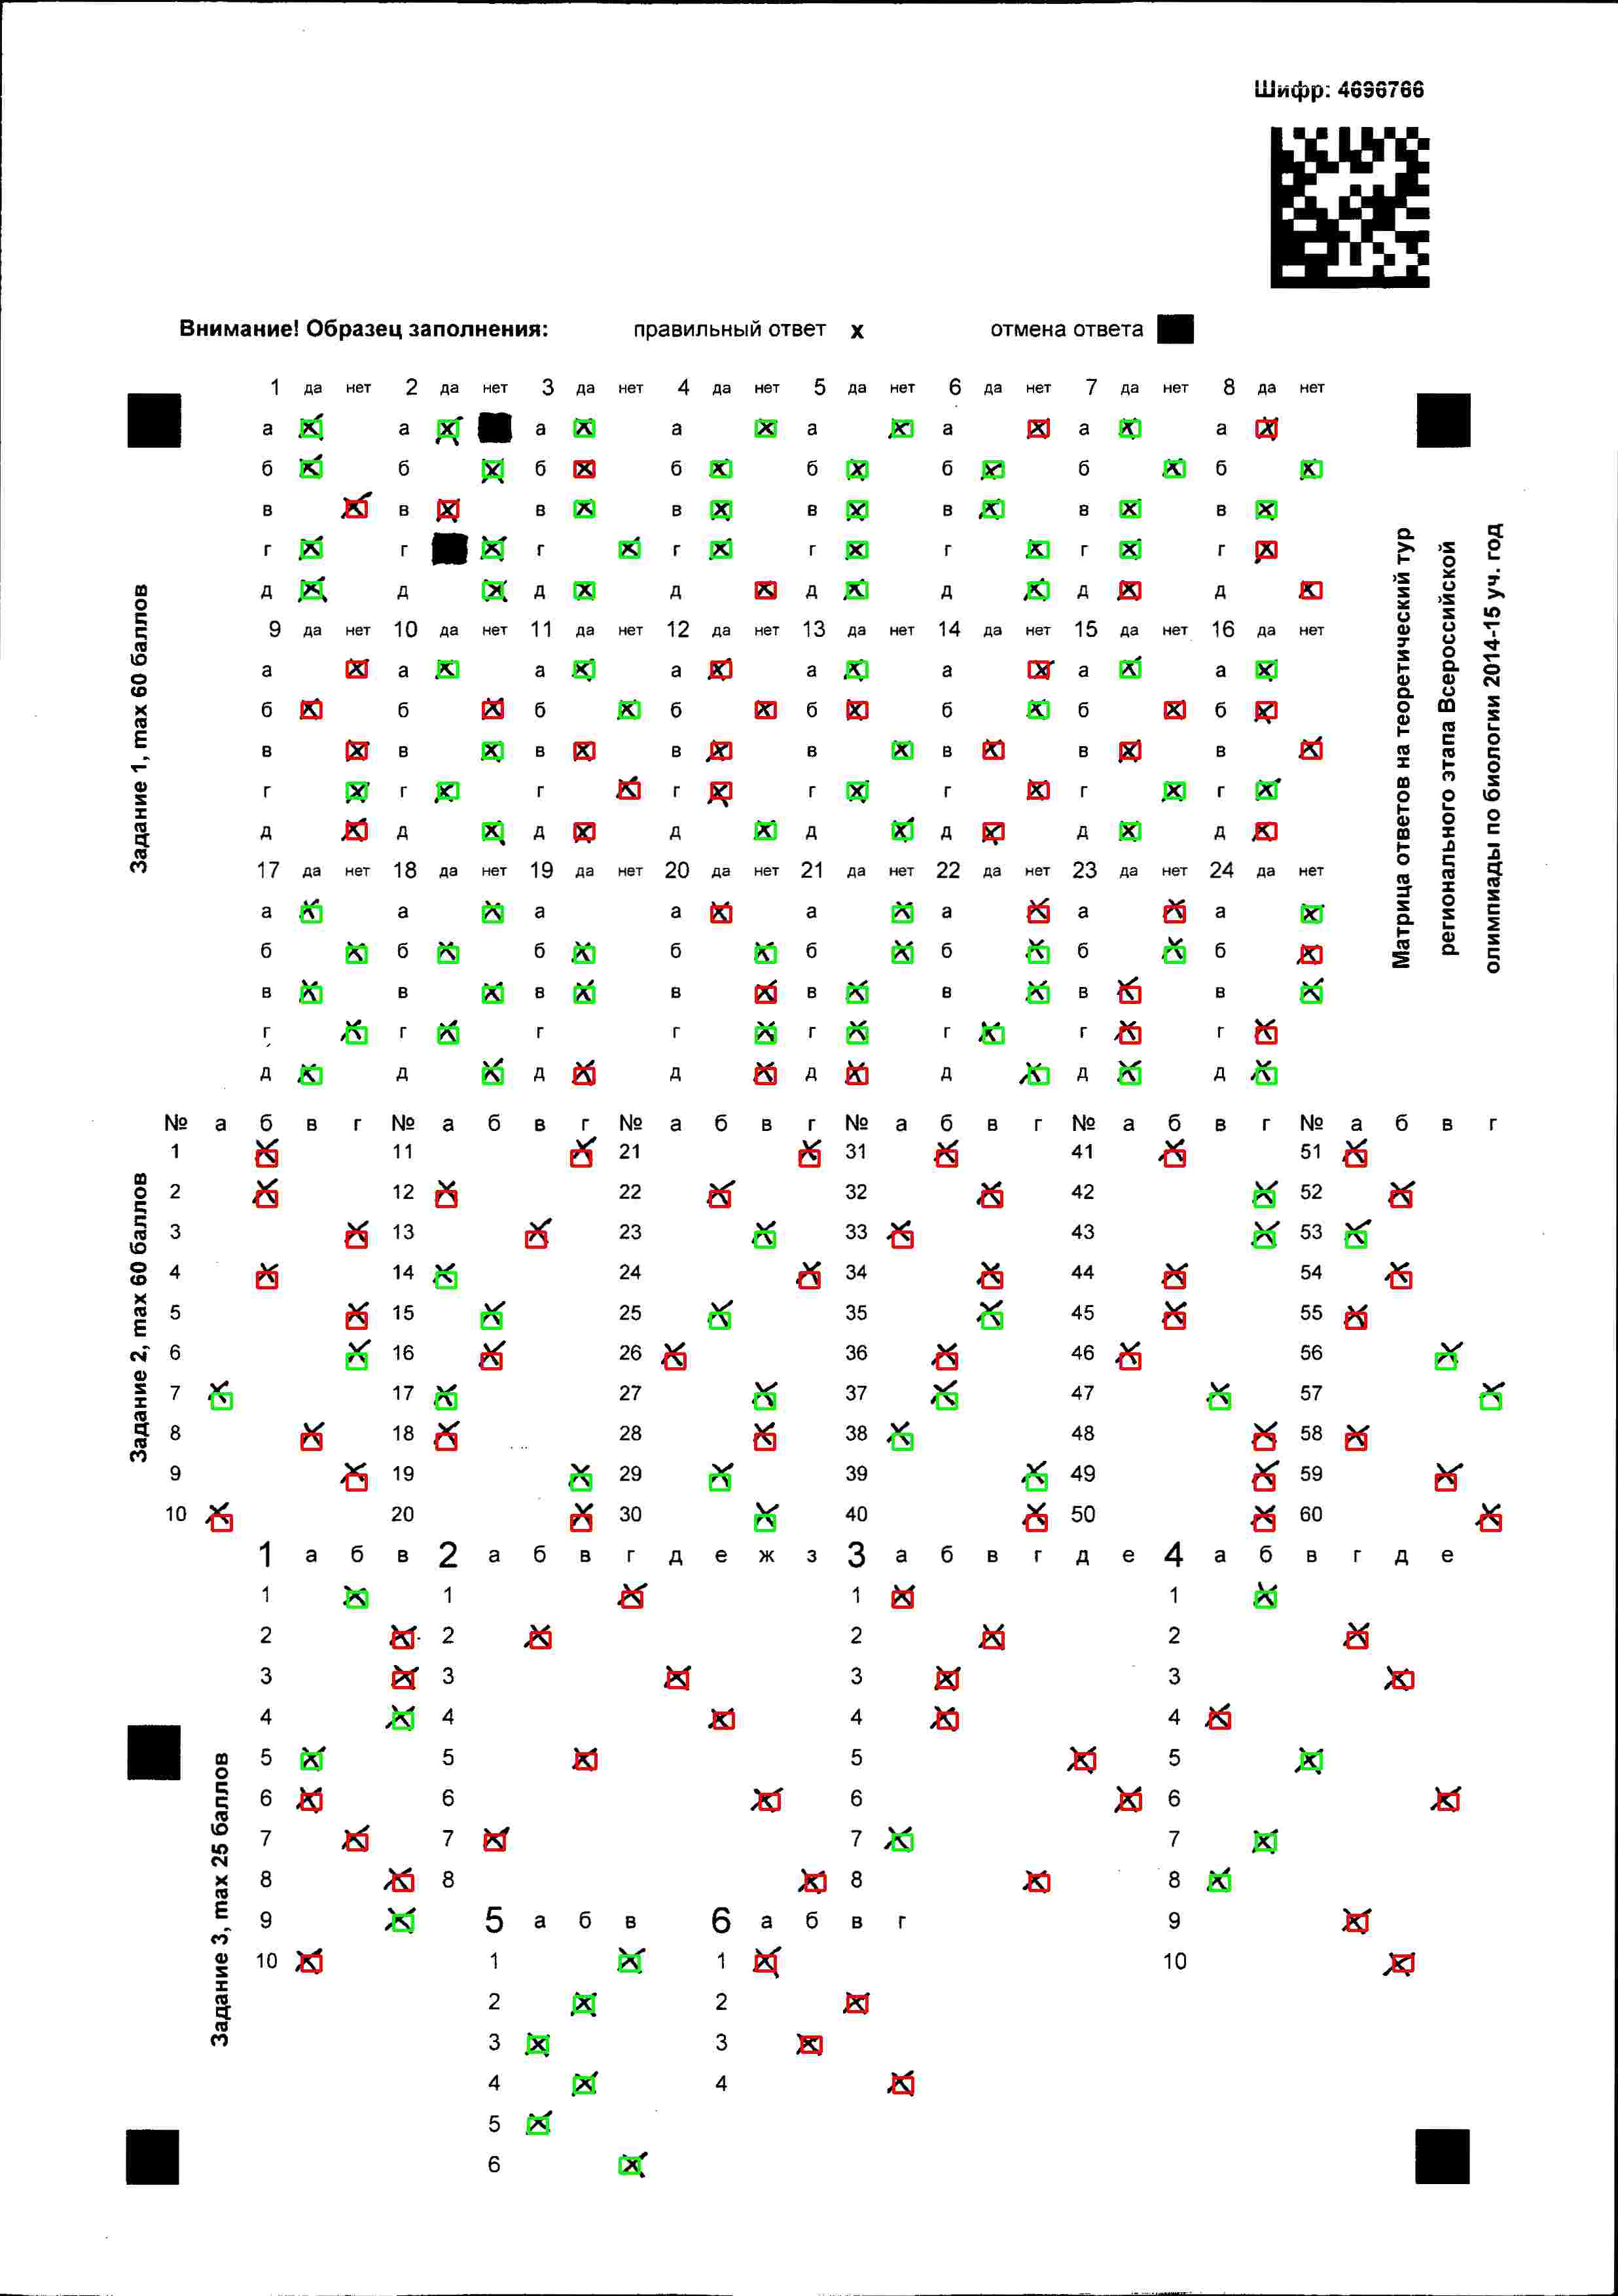 Шифр: 4696766
Внимание! Образец заполнения: правильный ответ x отмена ответа
1 да нет 2 да нет 3 да нет 4 да нет 5 да нет 6 да нет 7 да нет 8 да нет
а а а а а а а а
б б б б б б б б
в в в в в в в в
г г г г г г г г
д д д д д д д д
9 да нет 10 да нет 11 да нет 12 да нет 13 да нет 14 да нет 15 да нет 16 да нет
а а а а а а а а
б б б б б б б б
в в в в в в в в
г г г г г г г г
д д д д д д д д
17 да нет 18 да нет 19 да нет 20 да нет 21 да нет 22 да нет 23 да нет 24 да нет
а а а а а а а а
б б б б б б б б
в в в в в в в в
г г г г г г г г
д д д д д д д д
№ а б в г № а б в г № а б в г № а б в г № а б в г № а б в г
1 11 21 31 41 51
2 12 22 32 42 52
3 13 23 33 43 53
4 14 24 34 44 54
5 15 25 35 45 55
6 16 26 36 46 56
7 17 27 37 47 57
8 18 28 38 48 58
9 19 29 39 49 59
10 20 30 40 50 60
1 а б в 2 а б в г д е ж з 3 а б в г д е 4 а б в г д е
1 1 1 1
2 2 2 2
3 3 3 3
4 4 4 4
5 5 5 5
6 6 6 6
7 7 7 7
8 8 8 8
9 5 а б в 6 а б в г 9
10 1 1 10
2 2
3 3
4 4
5
6
Задание 1, max 60 баллов
Задание 2, max 60 баллов
Задание 3, max 25 баллов
Матрица ответов на теоретический тур
регионального этапа Всероссийской
олимпиады по биологии 2014-15 уч. год